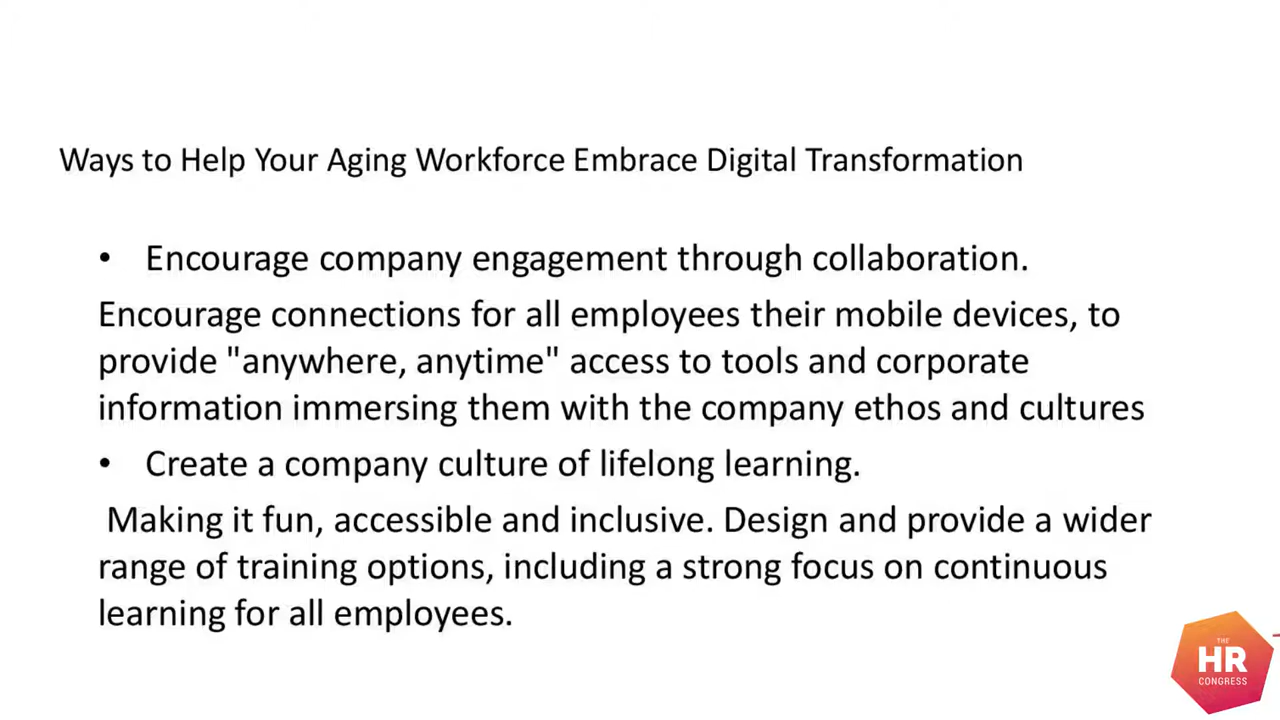 Ways to Help Your Aging Workforce Embrace Digital Transformation
• Encourage company engagement through collaboration.
Encourage connections for all employees their mobile devices, to
provide "anywhere, anytime" access to tools and corporate
information immersing them with the company ethos and cultures
• Create a company culture of lifelong learning.
Making it fun, accessible and inclusive. Design and provide a wider
range of training options, including a strong focus on continuous
learning for all employees.
THE
HR
CONGRESS